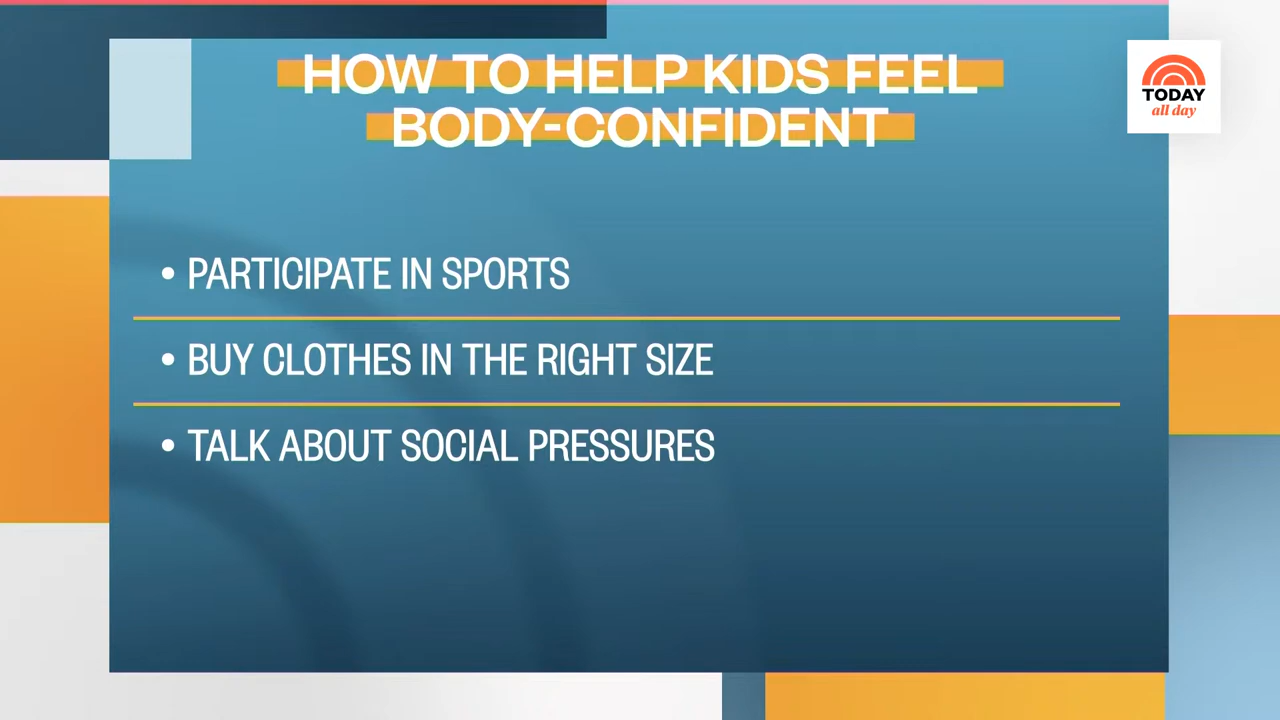 HOW TO HELP KIDS FEEL
BODY-CONFIDENT
TODAY
all day
• PARTICIPATE IN SPORTS
• BUY CLOTHES IN THE RIGHT SIZE
• TALK ABOUT SOCIAL PRESSURES